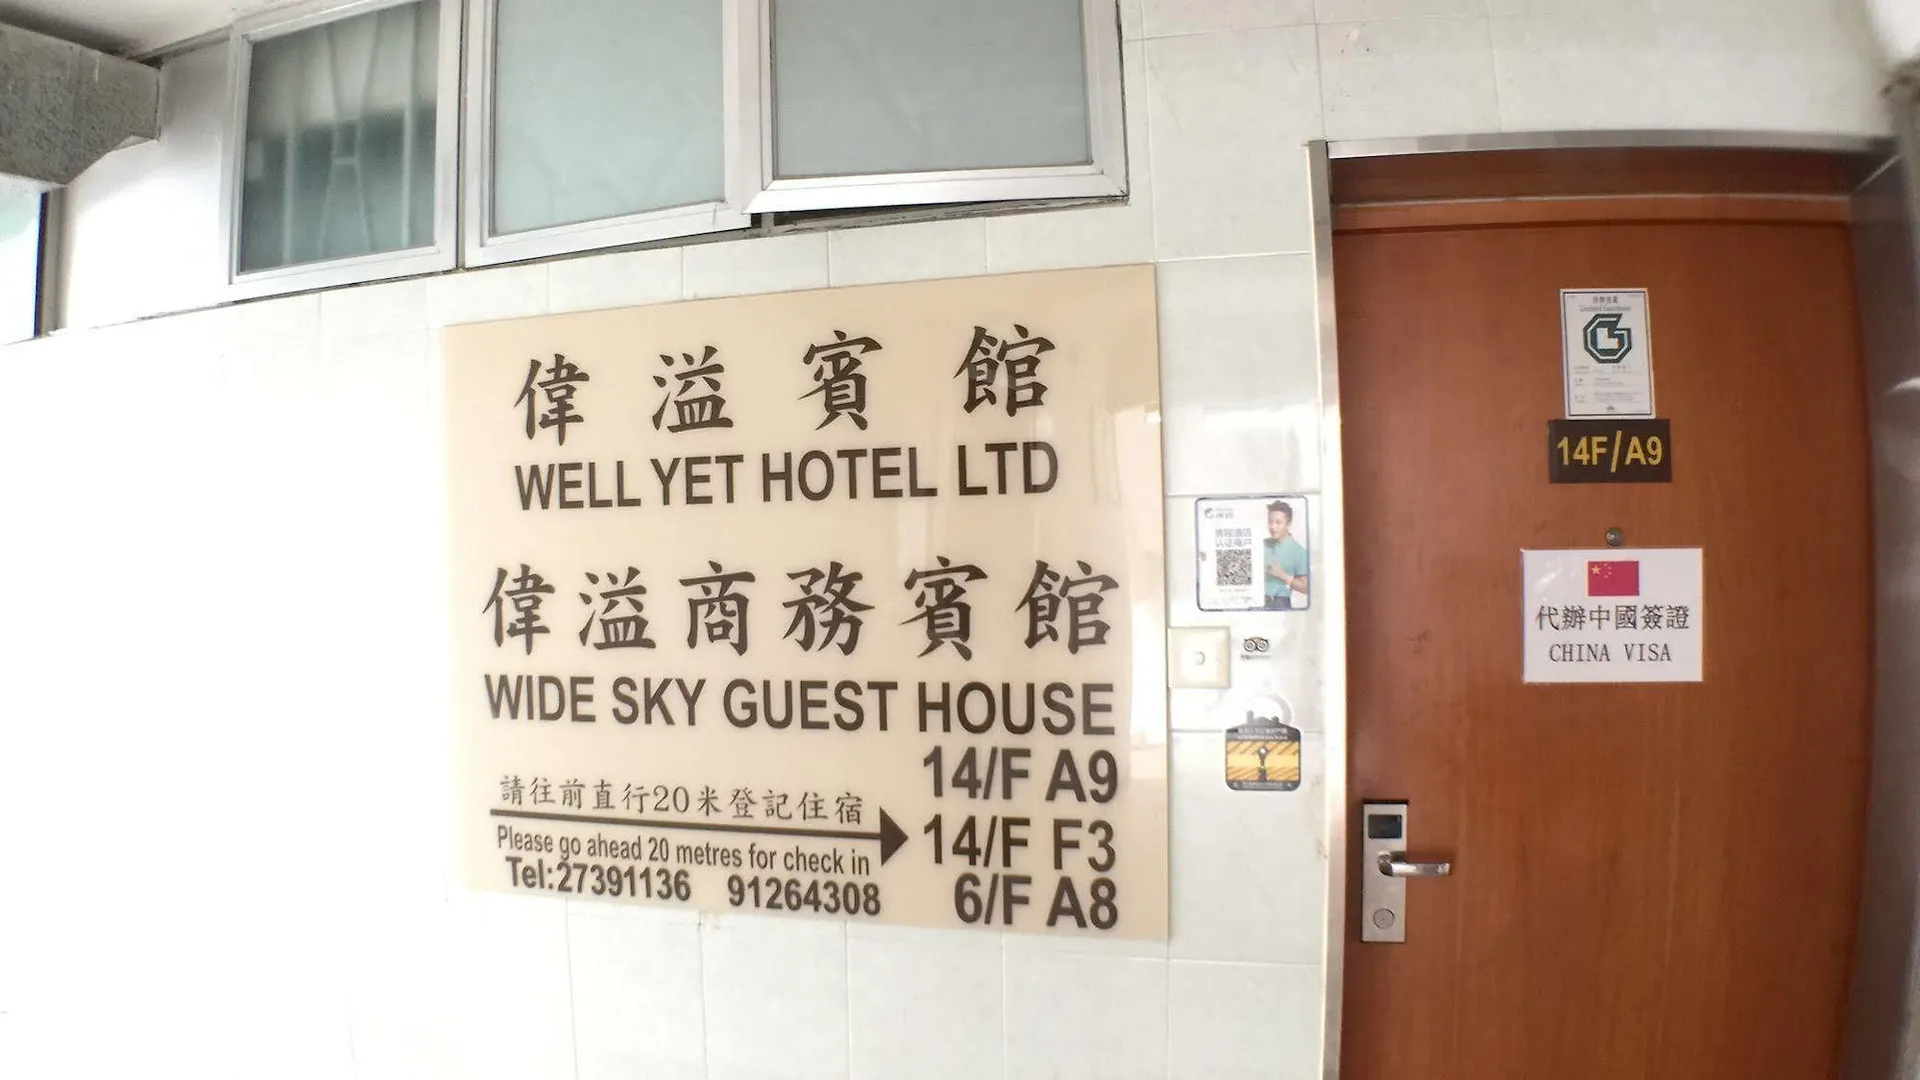 偉溢賓館
WELL YET HOTEL LTD
偉溢商務賓館
WIDE SKY GUEST HOUSE
14/F A9
請往前直行20米登記住宿
14/F F3
Please go ahead 20 metres for check in
Tel:27391136 91264308
6/F A8
14F/A9
代辦中國簽證
CHINA VISA